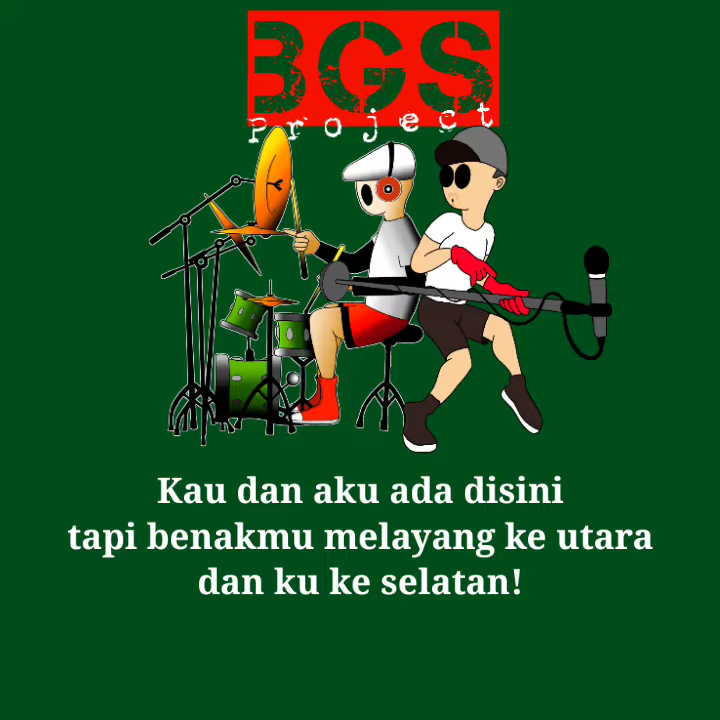 BGS
Project
Kau dan aku ada disini
tapi benakmu melayang ke utara
dan ku ke selatan!